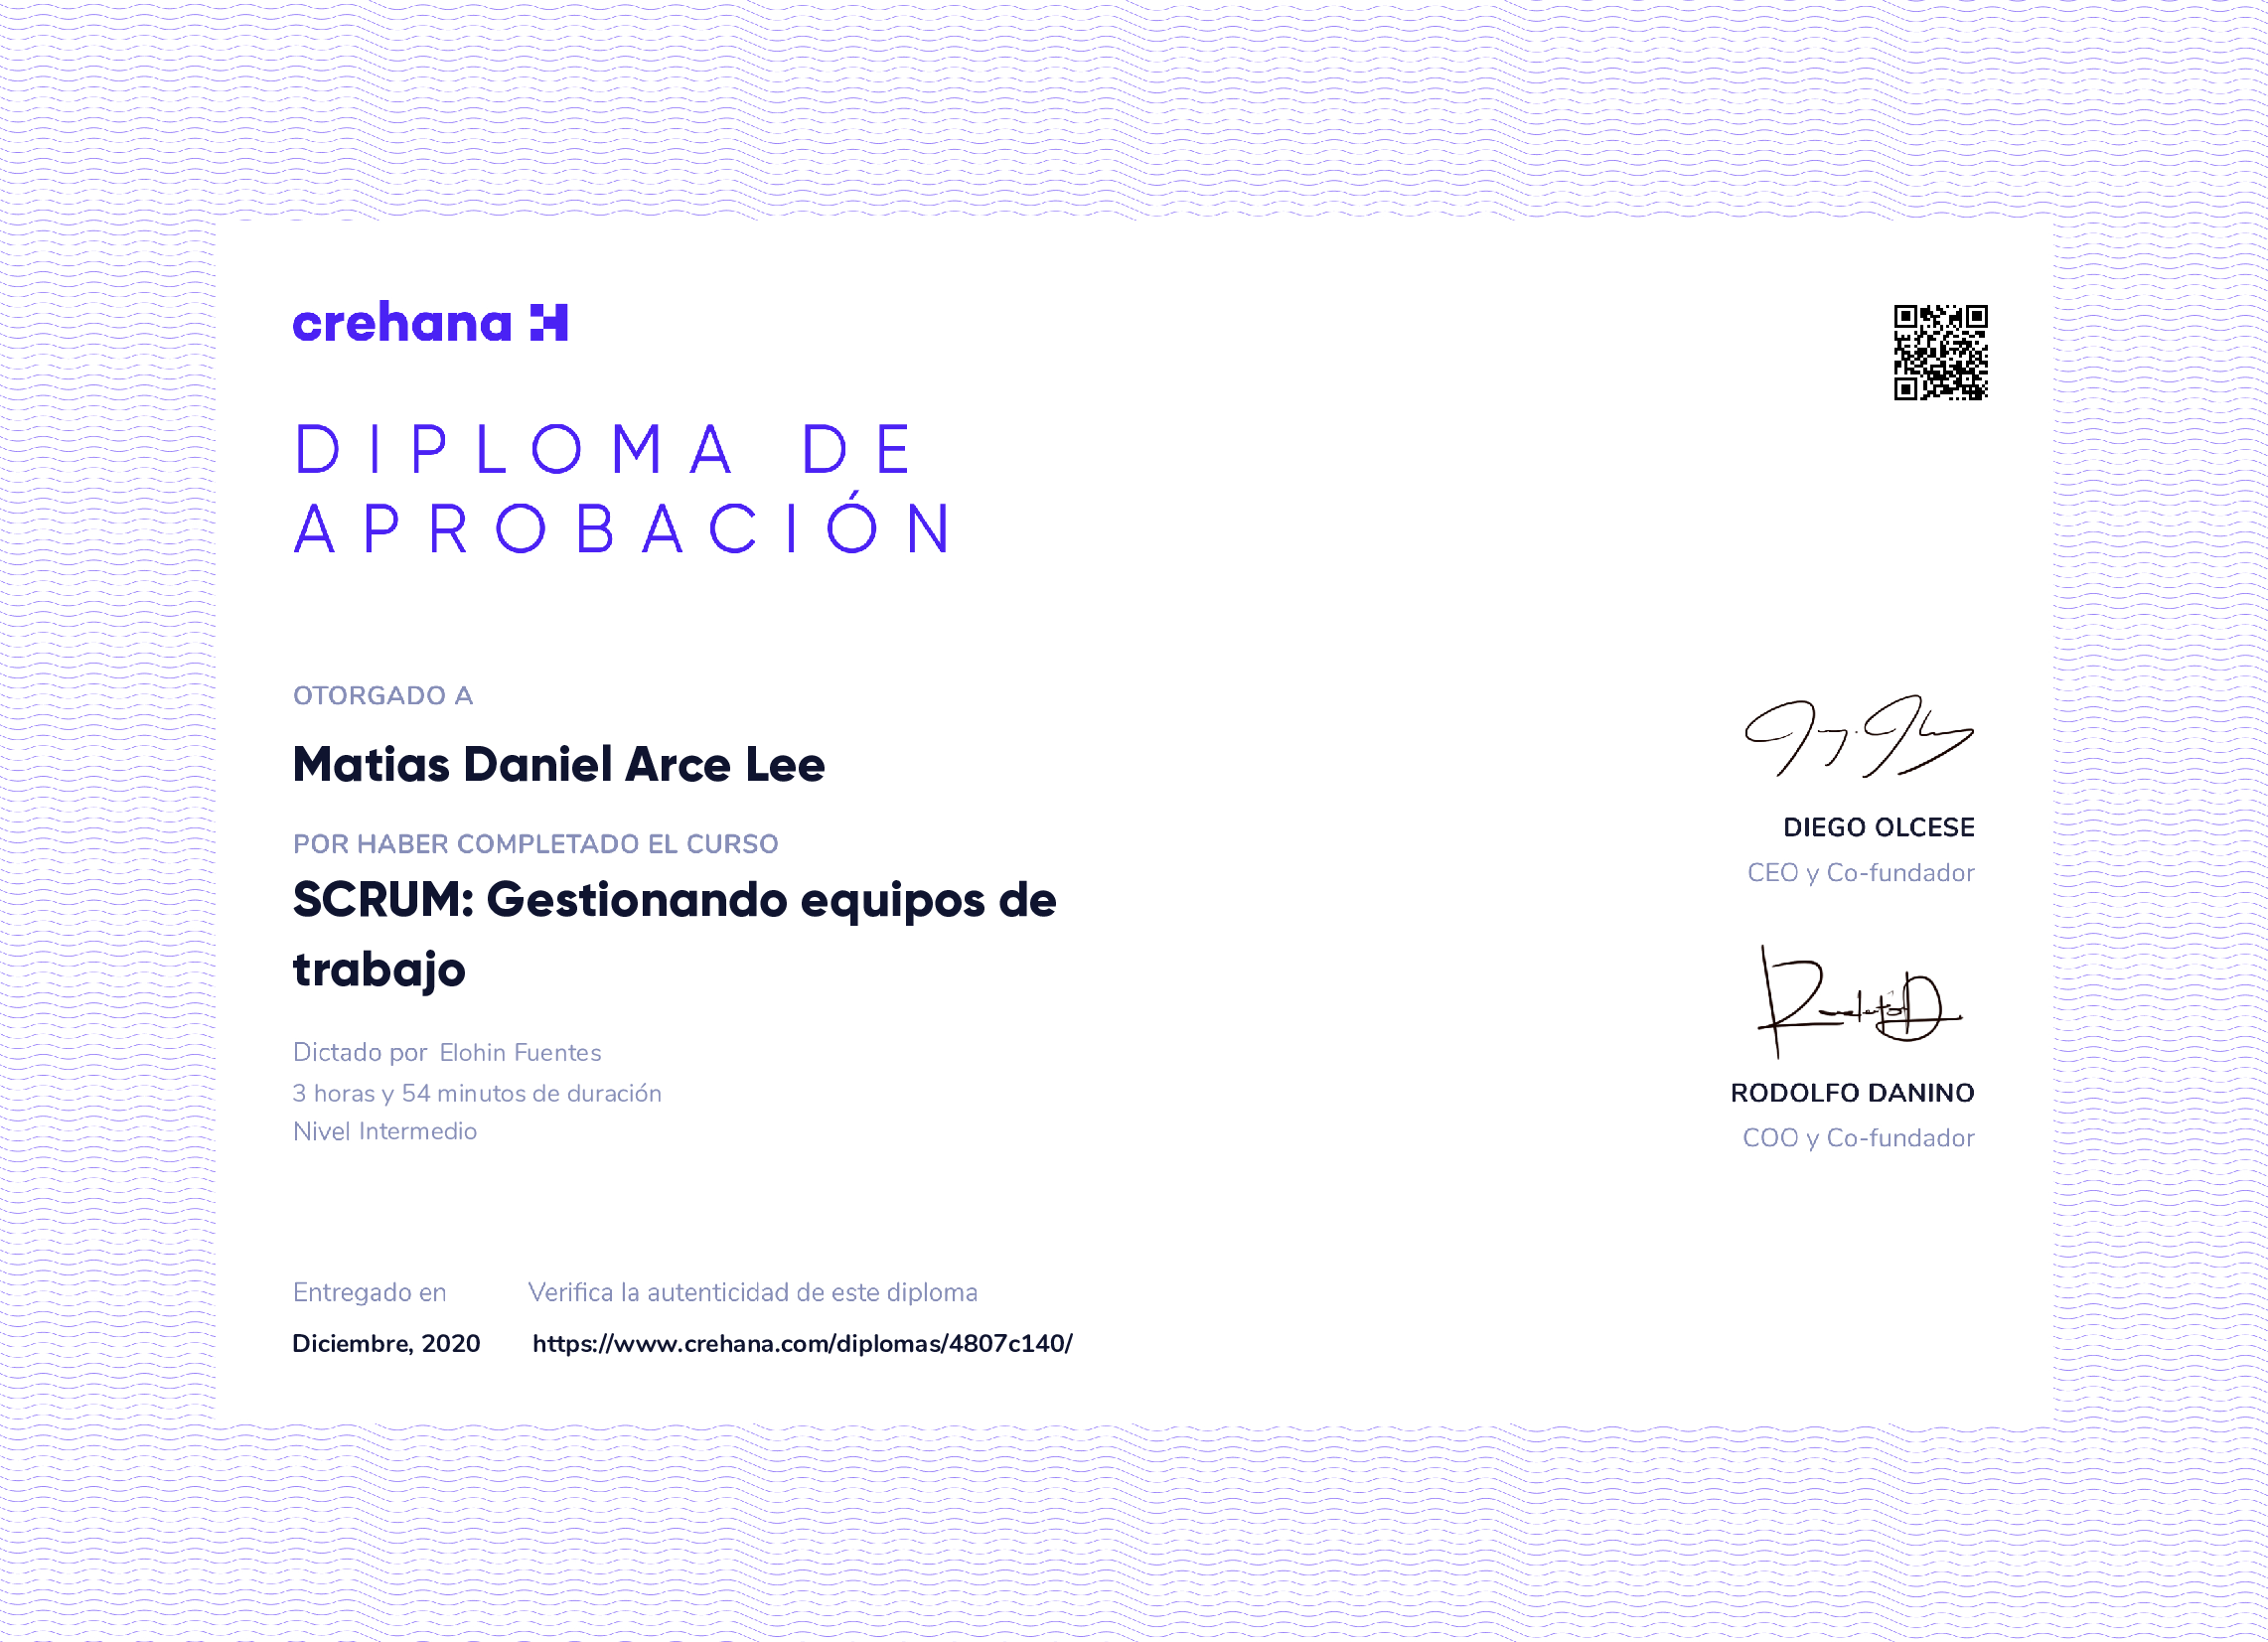 crehana
DIPLOMA DE
APROBACIÓN
OTORGADO A
Matias Daniel Arce Lee
POR HABER COMPLETADO EL CURSO
SCRUM: Gestionando equipos de
trabajo
Dictado por Elohin Fuentes
3 horas y 54 minutos de duración
Nivel Intermedio
DIEGO OLCESE
CEO y Co-fundador
RODOLFO DANINO
COO y Co-fundador
Entregado en
Diciembre, 2020
Verifica la autenticidad de este diploma
https://www.crehana.com/diplomas/4807c140/